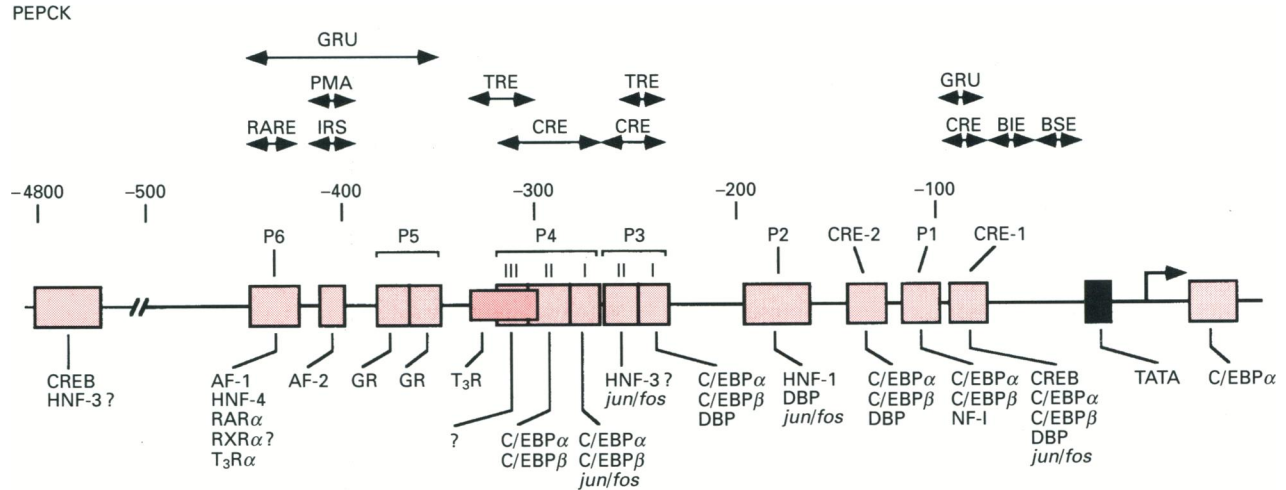 PEPCK
GRU
PMA TRE TRE GRU
RARE IRS CRE CRE CRE BIE BSE
-4800 -500 -400 -300 -200 -100
P6 P5 P4 P3 P2 CRE-2 P1 CRE-1
III II I II I
CREB
HNF-3 ?
AF-1
HNF-4
RARα
RXRα?
T₃Rα
AF-2
GR
GR
T₃R
?
C/EBPα
C/EBPβ
C/EBPα
C/EBPβ
jun/fos
HNF-3 ?
jun/fos
C/EBPα
C/EBPβ
DBP
HNF-1
DBP
jun/fos
C/EBPα
C/EBPβ
DBP
C/EBPα
C/EBPβ
NF-I
CREB
C/EBPα
C/EBPβ
DBP
jun/fos
TATA
C/EBPα